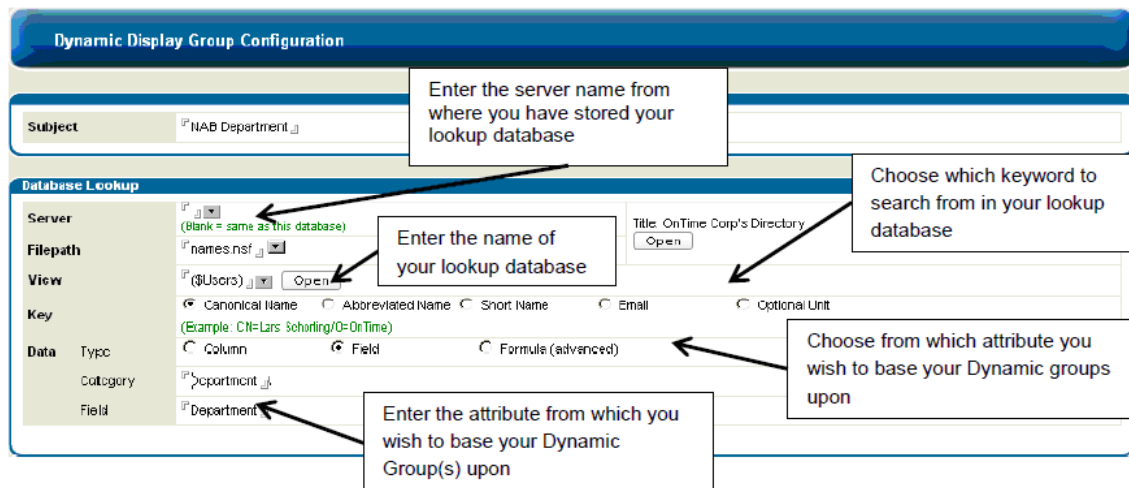 Dynamic Display Group Configuration
Enter the server name from
where you have stored your
lookup database
Subject
NAB Department
Database Lookup
Choose which keyword to
search from in your lookup
database
Server
(Blank = same as this database)
Title: OnTime Corp's Directory
Open
Filepath
names.nsf
Enter the name of
your lookup database
View
($Users)
Open
Key
Canonical Name
Abbreviated Name
Short Name
Email
Optional Unit
(Example: CN=Lars Schorling/O=OnTime)
Data
Type
Column
Field
Formula (advanced)
Choose from which attribute you
wish to base your Dynamic groups
upon
Category
Department
Field
Department
Enter the attribute from which you
wish to base your Dynamic
Group(s) upon